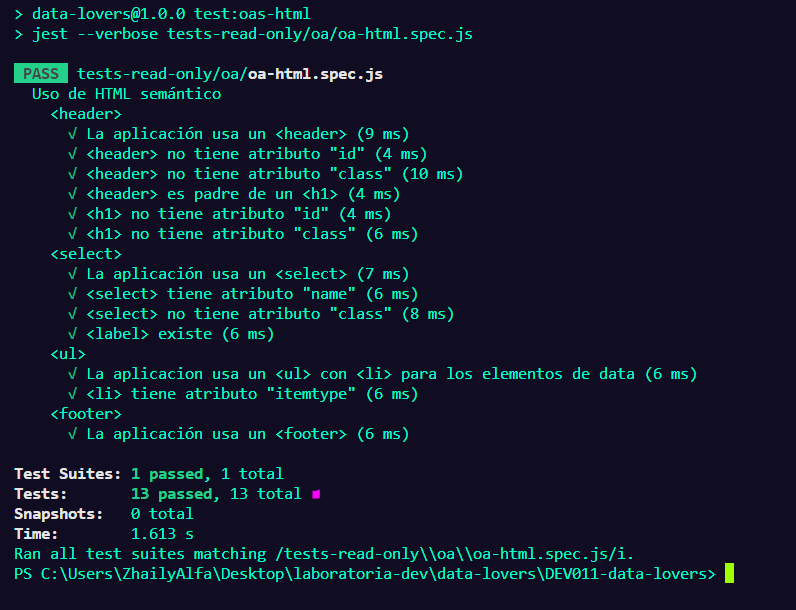 > data-lovers@1.0.0 test:oas-html
> jest --verbose tests-read-only/oa/oa-html.spec.js
PASS tests-read-only/oa/oa-html.spec.js
Uso de HTML semántico
<header>
√ La aplicación usa un <header> (9 ms)
√ <header> no tiene atributo "id" (4 ms)
√ <header> no tiene atributo "class" (10 ms)
√ <header> es padre de un <h1> (4 ms)
√ <h1> no tiene atributo "id" (4 ms)
√ <h1> no tiene atributo "class" (6 ms)
<select>
√ La aplicación usa un <select> (7 ms)
√ <select> tiene atributo "name" (6 ms)
√ <select> no tiene atributo "class" (8 ms)
√ <label> existe (6 ms)
<ul>
√ La aplicacion usa un <ul> con <li> para los elementos de data (6 ms)
√ <li> tiene atributo "itemtype" (6 ms)
<footer>
√ La aplicación usa un <footer> (6 ms)
Test Suites: 1 passed, 1 total
Tests: 13 passed, 13 total
Snapshots: 0 total
Time: 1.613 s
Ran all test suites matching /tests-read-only\\oa\\oa-html.spec.js/i.
PS C:\Users\ZhailyAlfa\Desktop\laboratoria-dev\data-lovers\DEV011-data-lovers>